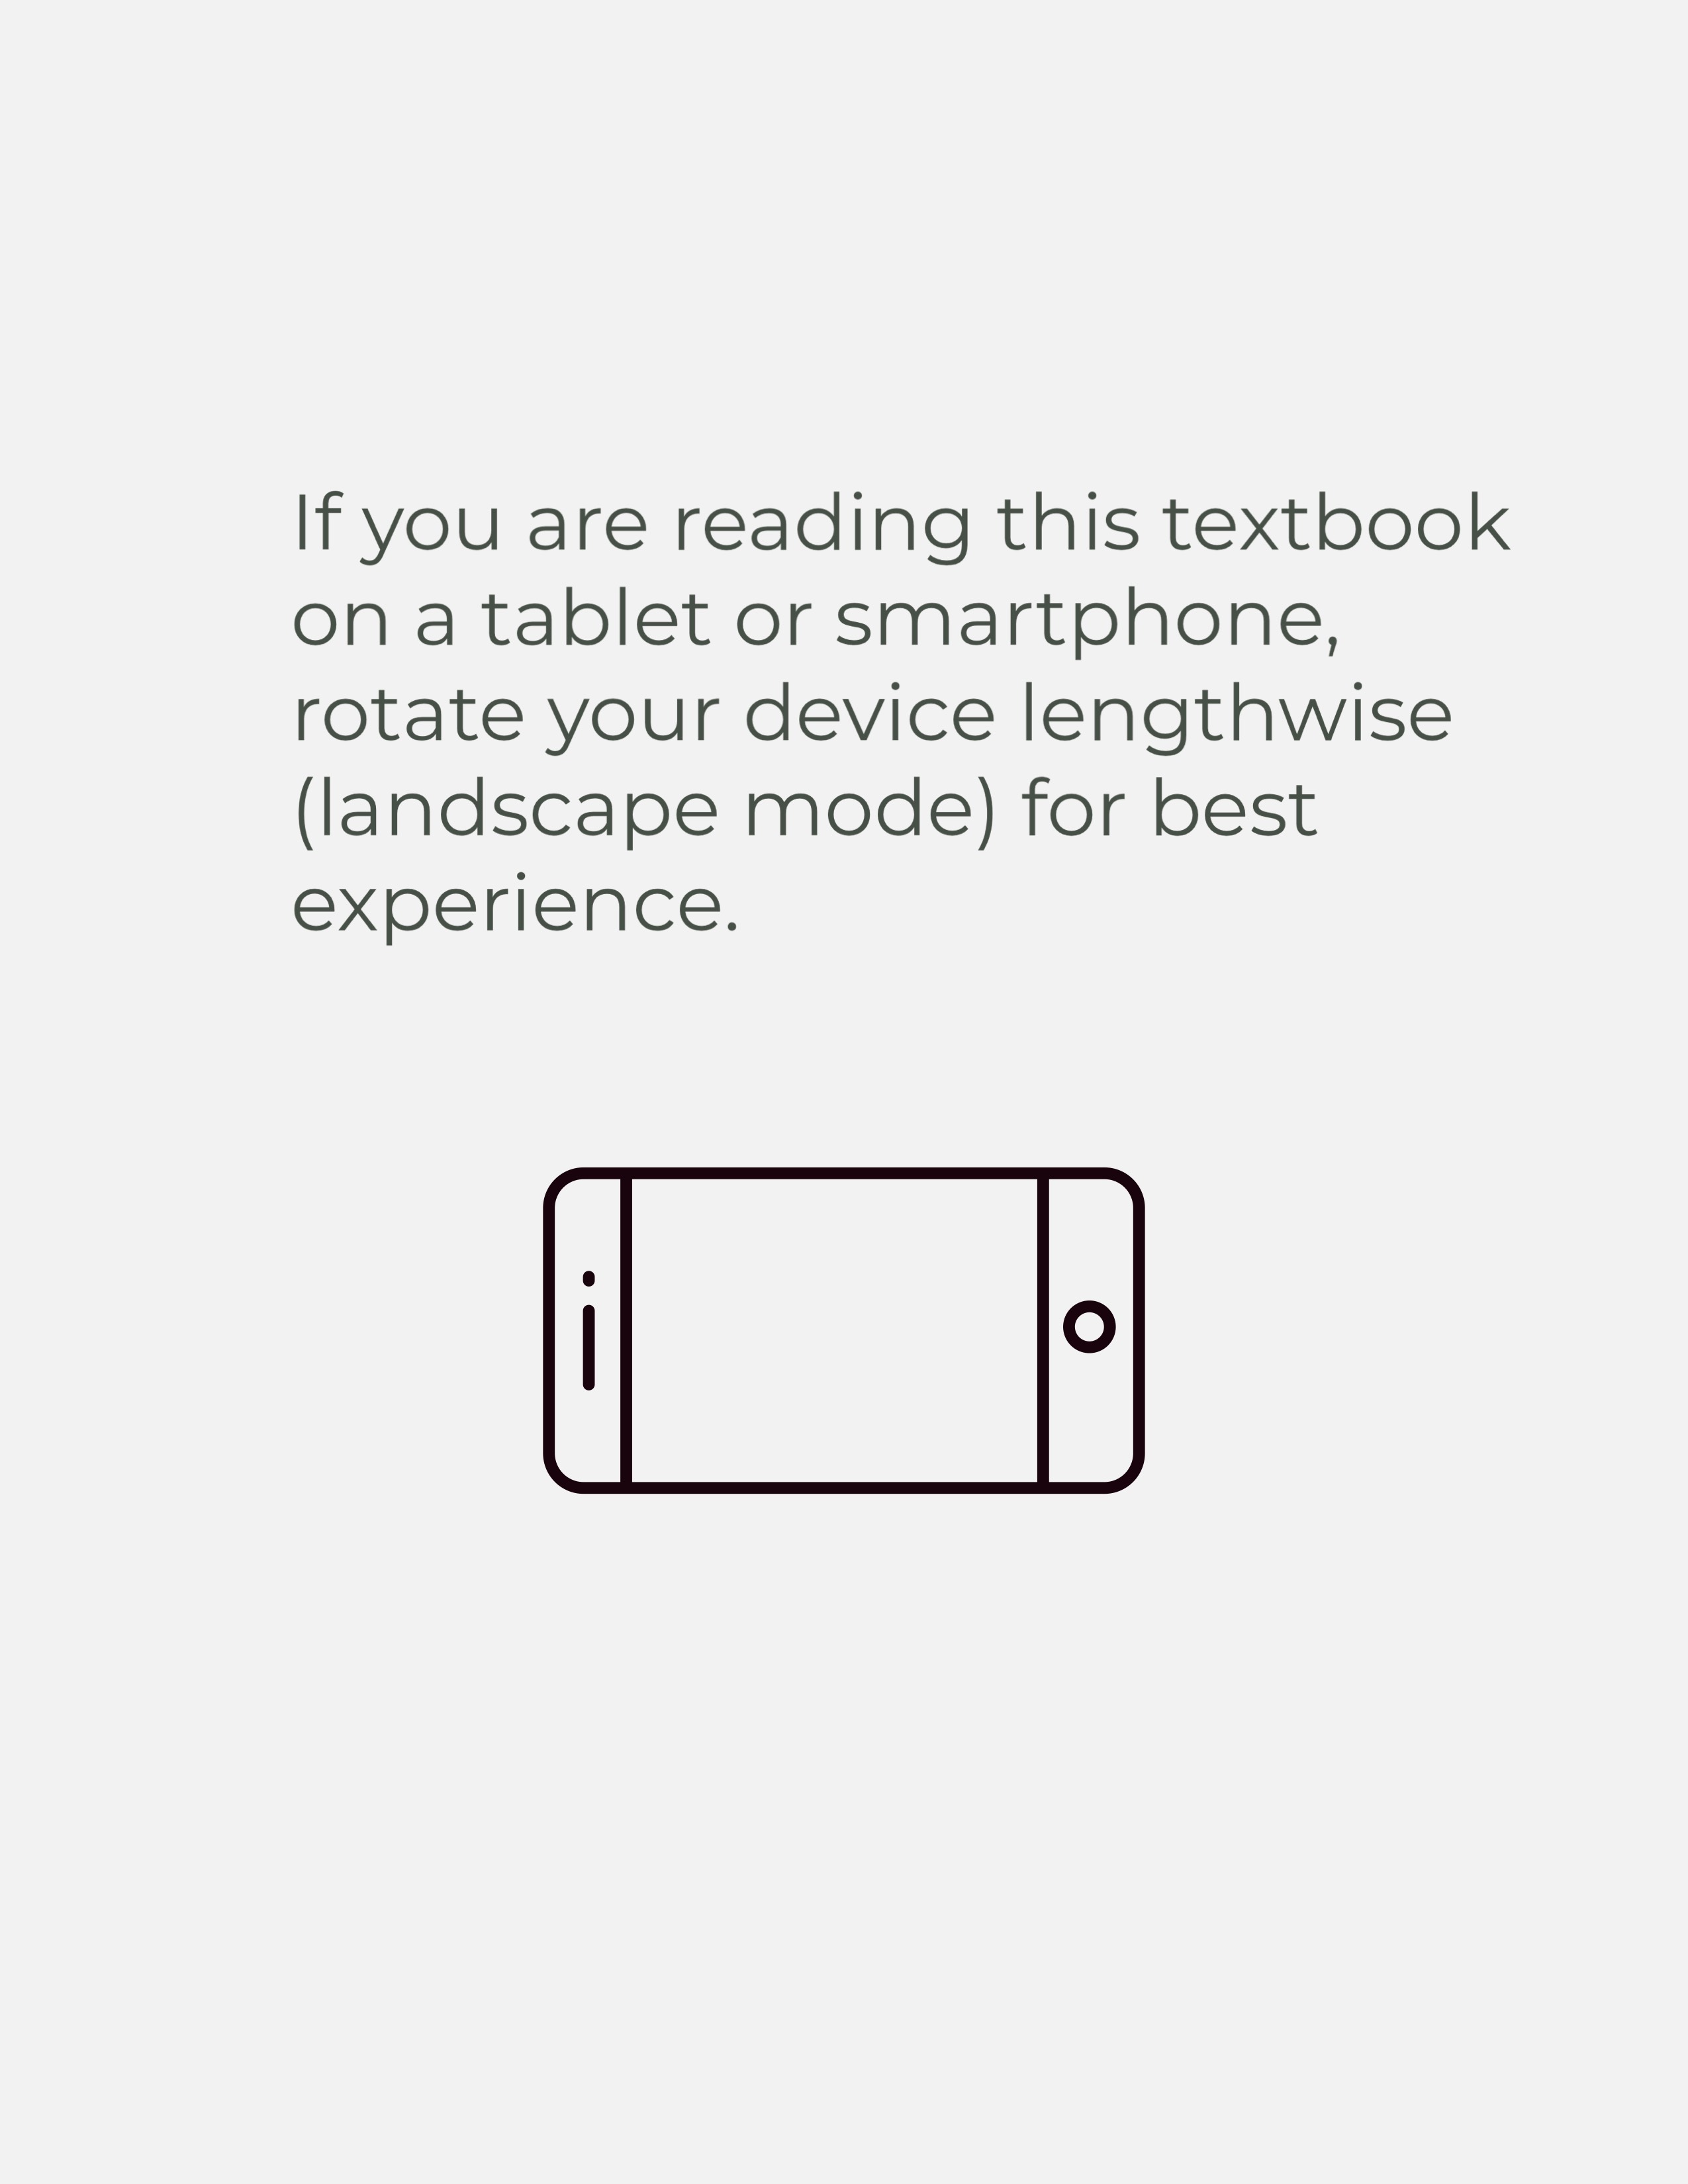 If you are reading this textbook
on a tablet or smartphone,
rotate your device lengthwise
(landscape mode) for best
experience.